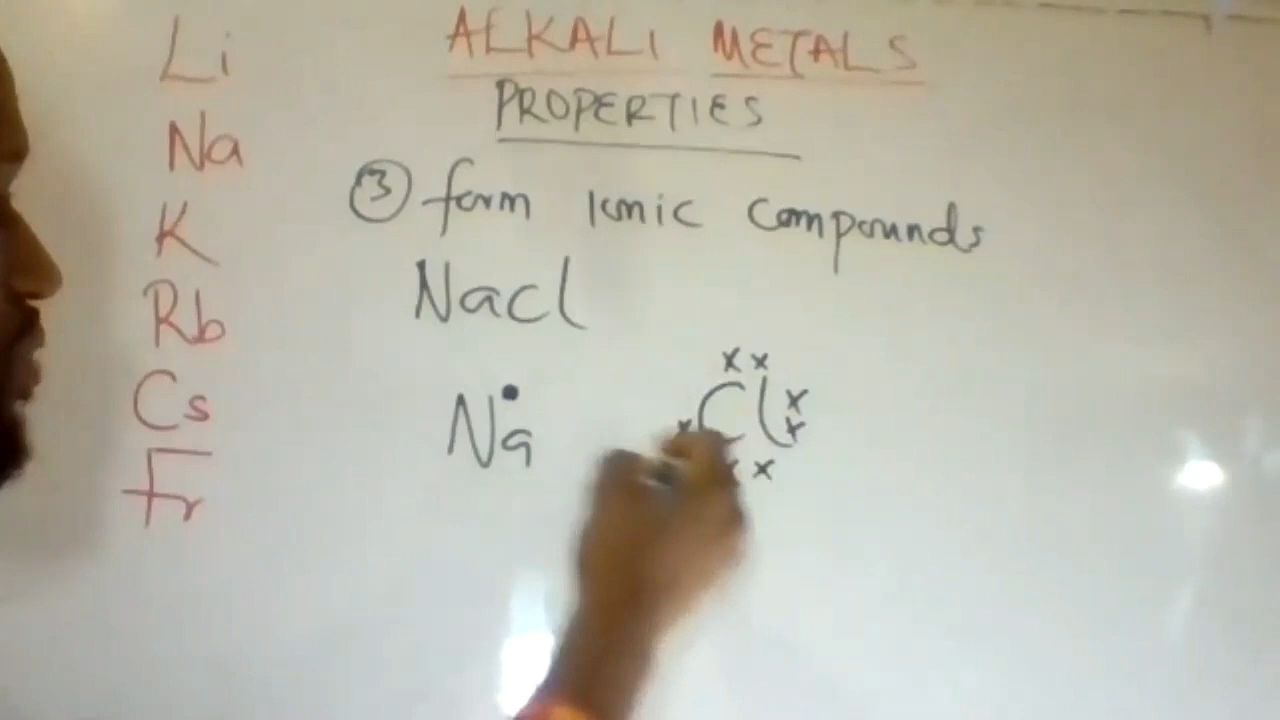 ALKALI METALS
PROPERTIES
③ form Ionic Compounds
Nacl
Na Cl
Li
Na
K
Rb
Cs
Fr